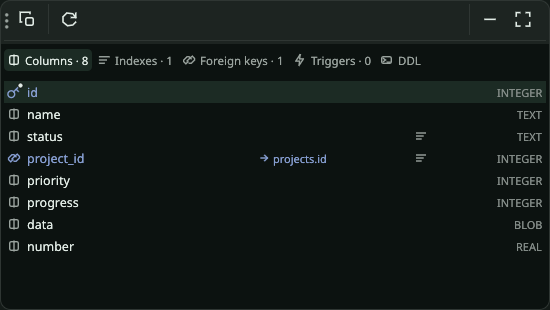 Columns · 8 Indexes · 1 Foreign keys · 1 Triggers · 0 DDL
id INTEGER
name TEXT
status TEXT
project_id projects.id INTEGER
priority INTEGER
progress INTEGER
data BLOB
number REAL